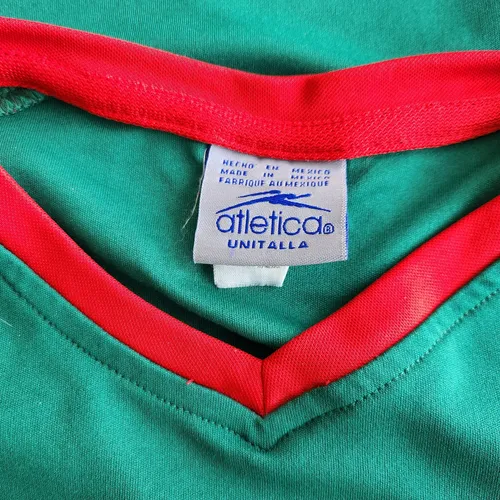 HECHO EN MEXICO
MADE IN MEXICO
FABRIQUE AU MEXIQUE
atletica®
UNITALLA